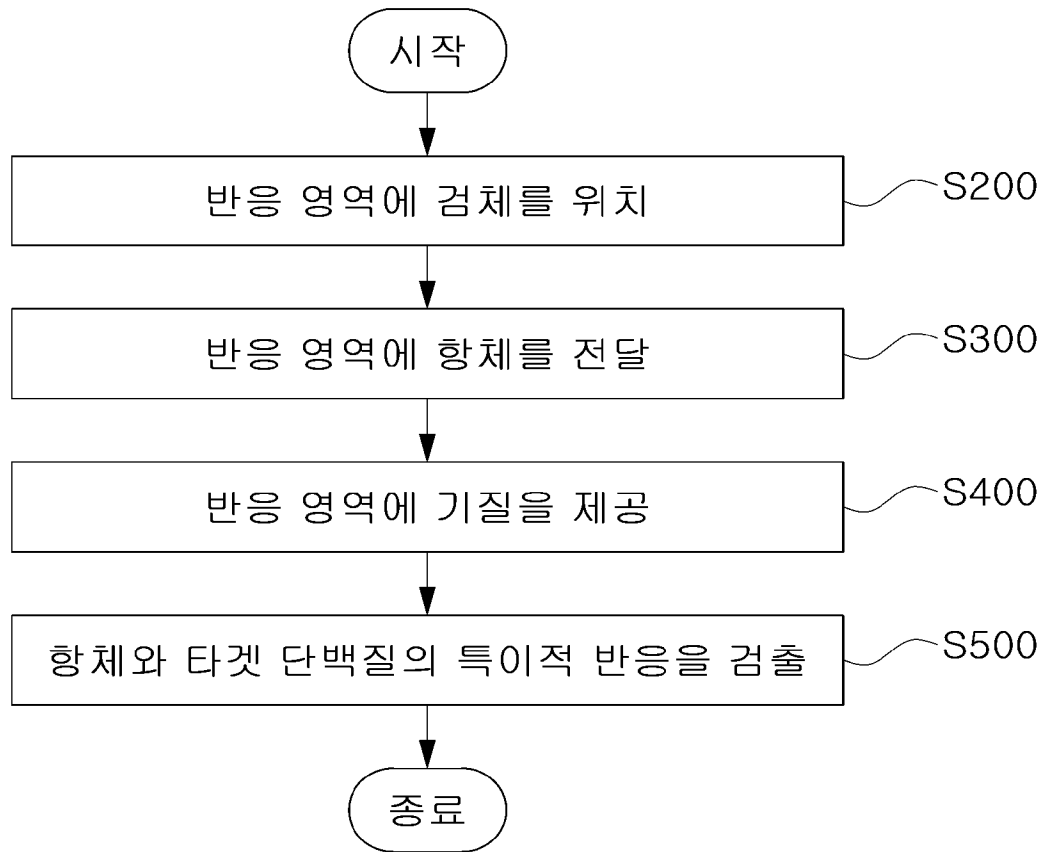 시작
반응 영역에 검체를 위치
S200
반응 영역에 항체를 전달
S300
반응 영역에 기질을 제공
S400
항체와 타겟 단백질의 특이적 반응을 검출
S500
종료